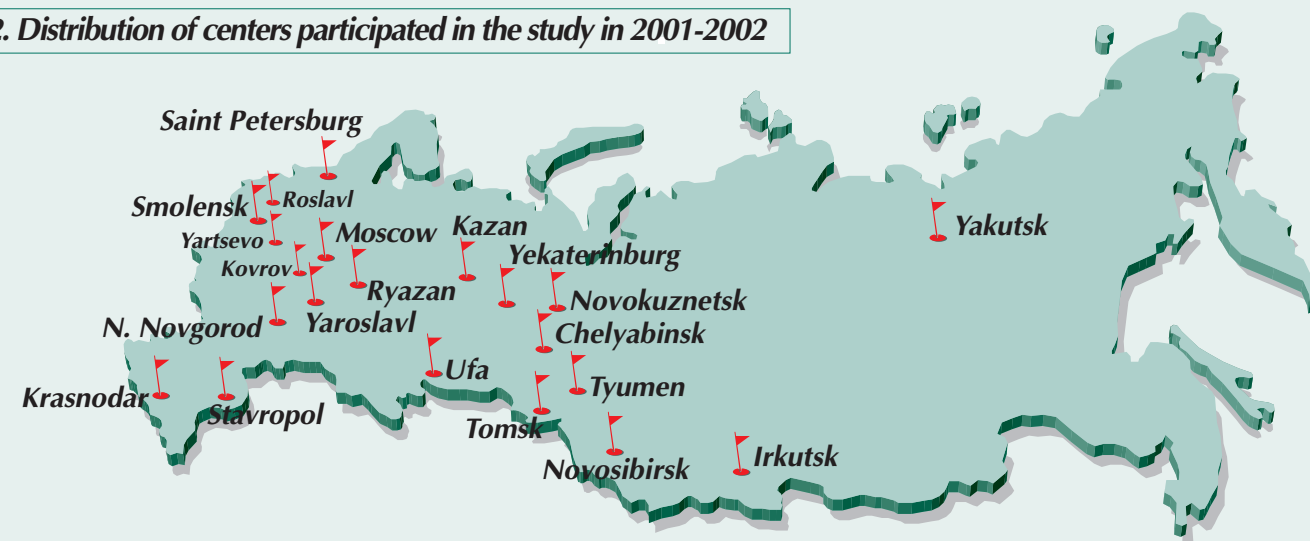 2. Distribution of centers participated in the study in 2001-2002
Saint Petersburg
Roslavl
Smolensk
Yartsevo
Moscow
Kazan
Kovrov
Yekaterinburg
Ryazan
Novokuznetsk
N. Novgorod
Yaroslavl
Chelyabinsk
Ufa
Tyumen
Krasnodar
Stavropol
Tomsk
Novosibirsk
Irkutsk
Yakutsk